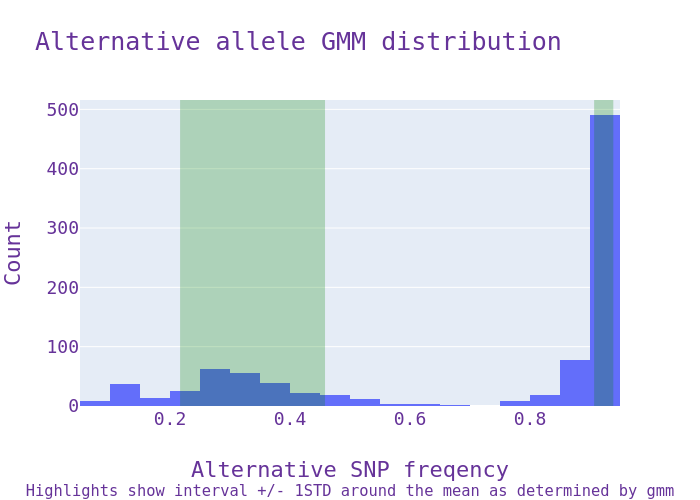 Alternative allele GMM distribution
500
400
300
200
100
0
Count
0.2 0.4 0.6 0.8
Alternative SNP freqency
Highlights show interval +/- 1STD around the mean as determined by gmm